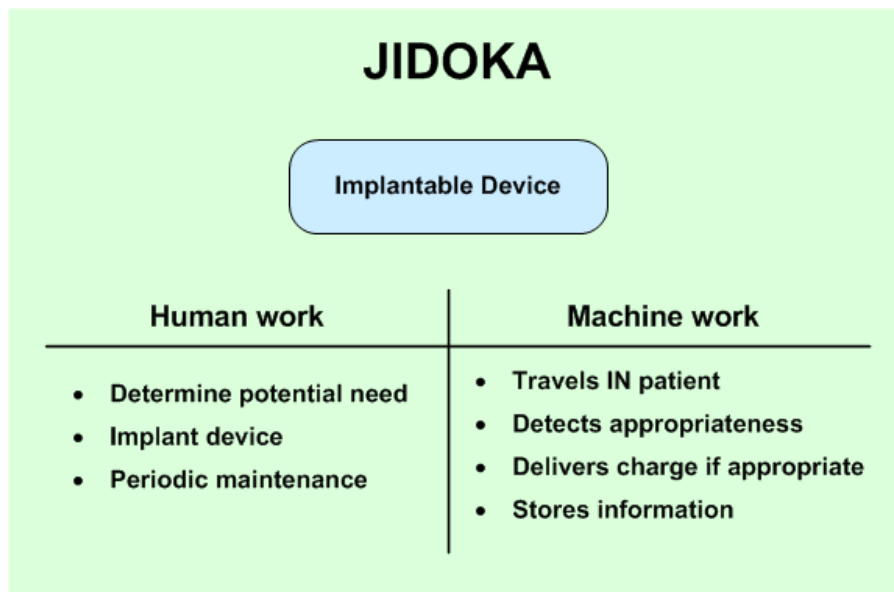 JIDOKA
Implantable Device
Human work
• Determine potential need
• Implant device
• Periodic maintenance
Machine work
• Travels IN patient
• Detects appropriateness
• Delivers charge if appropriate
• Stores information